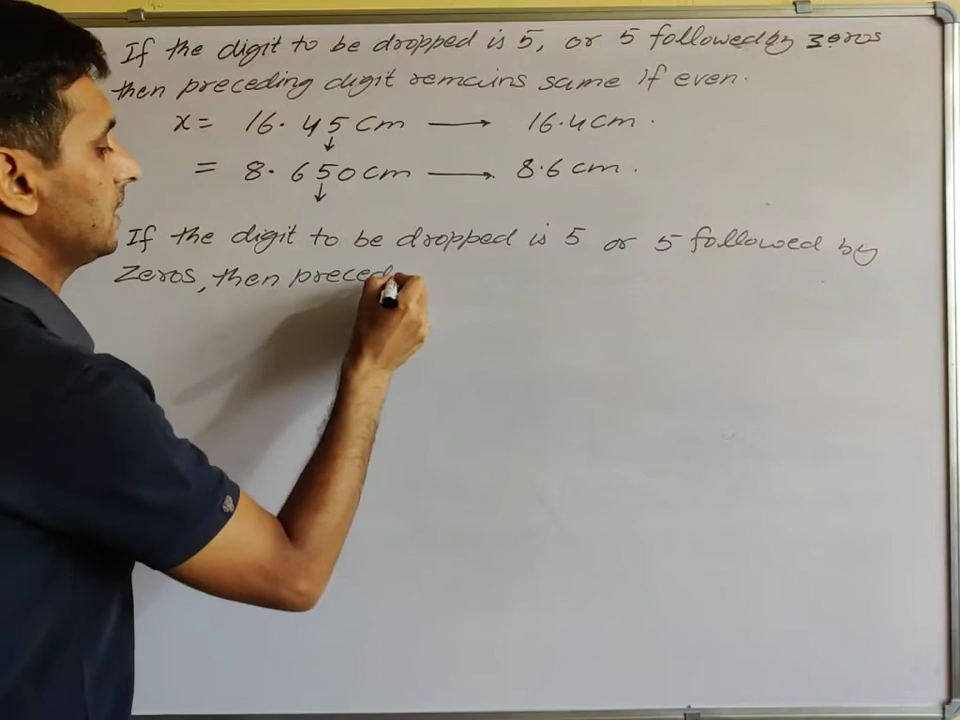 If the digit to be dropped is 5, or 5 followed by zeros
then preceding digit remains same if even.
x = 16.45 cm → 16.4 cm.
= 8.650 cm → 8.6 cm.
If the digit to be dropped is 5 or 5 followed by
Zeros, then preced